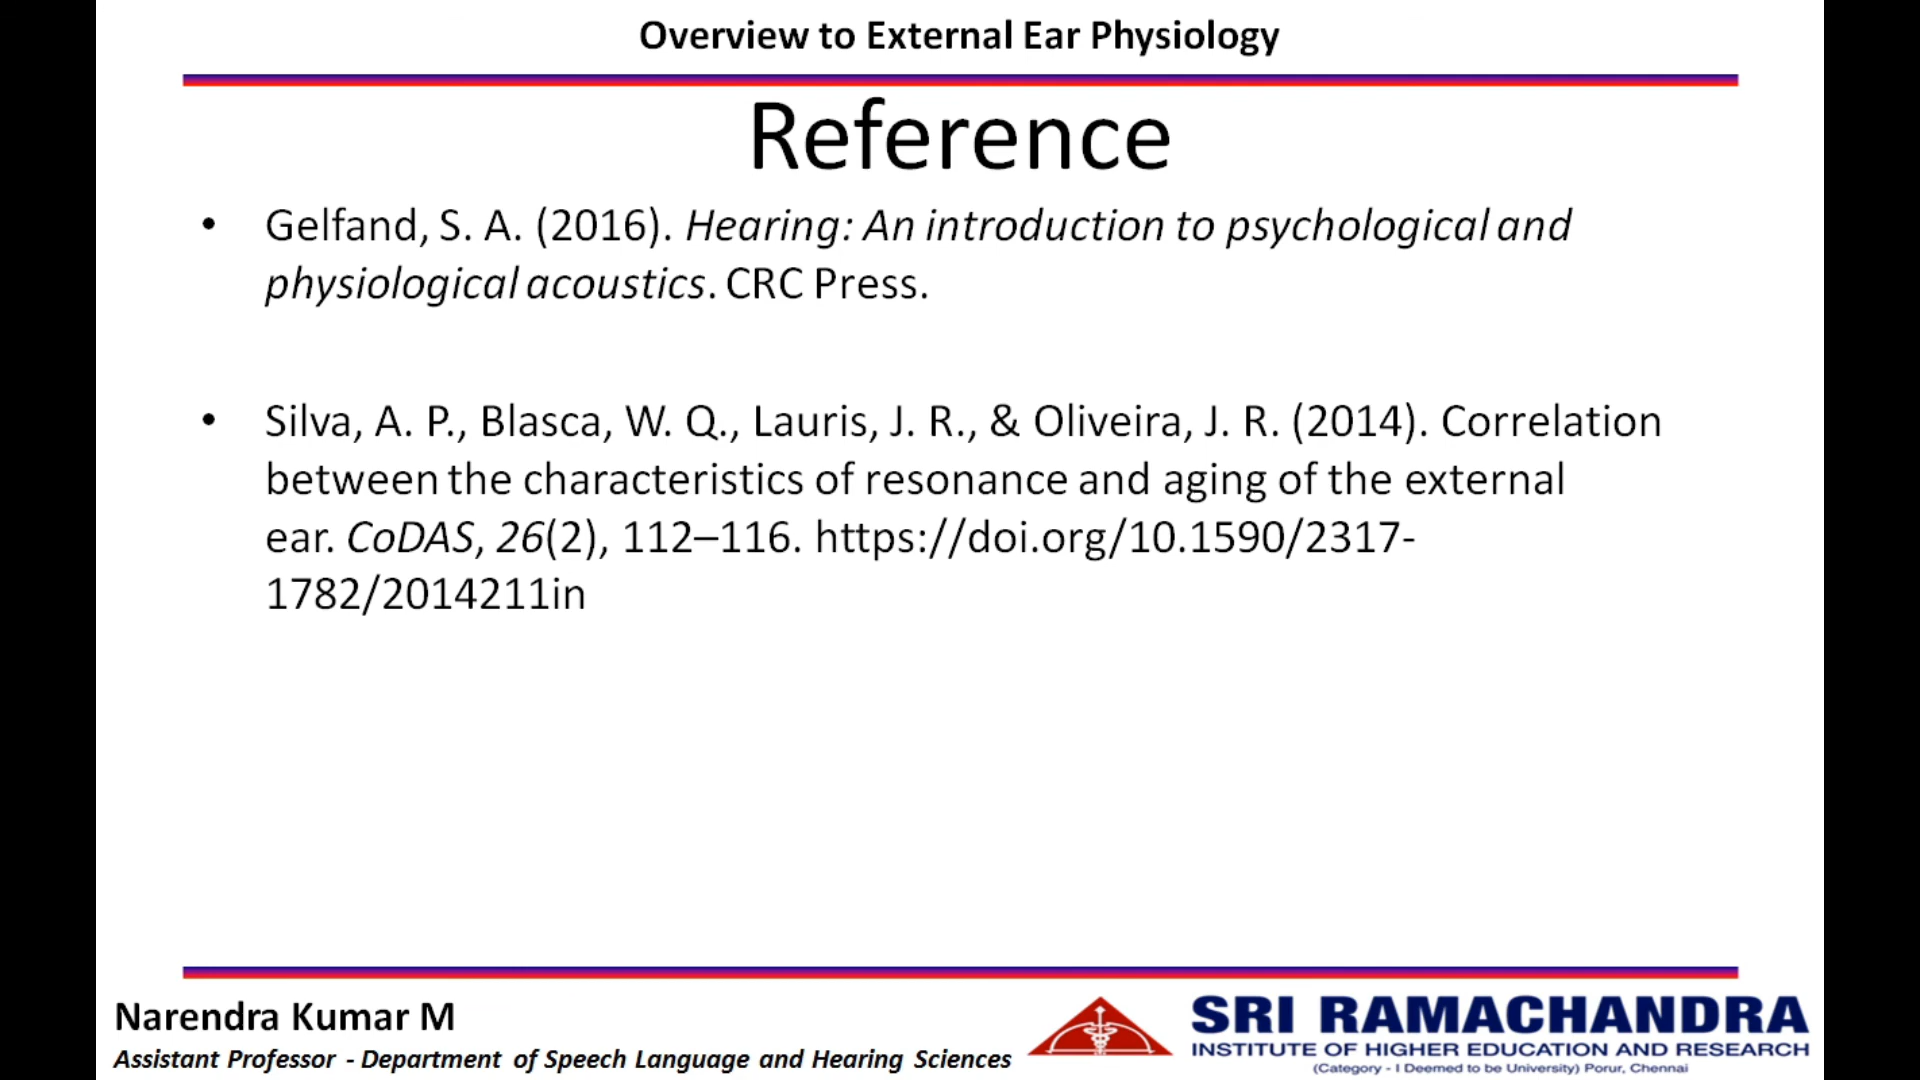 Overview to External Ear Physiology
Reference
• Gelfand, S. A. (2016). Hearing: An introduction to psychological and
physiological acoustics. CRC Press.
• Silva, A. P., Blasca, W. Q., Lauris, J. R., & Oliveira, J. R. (2014). Correlation
between the characteristics of resonance and aging of the external
ear. CoDAS, 26(2), 112–116. https://doi.org/10.1590/2317-
1782/2014211in
Narendra Kumar M
Assistant Professor - Department of Speech Language and Hearing Sciences
SRI RAMACHANDRA
INSTITUTE OF HIGHER EDUCATION AND RESEARCH
(Category - I Deemed to be University) Porur, Chennai